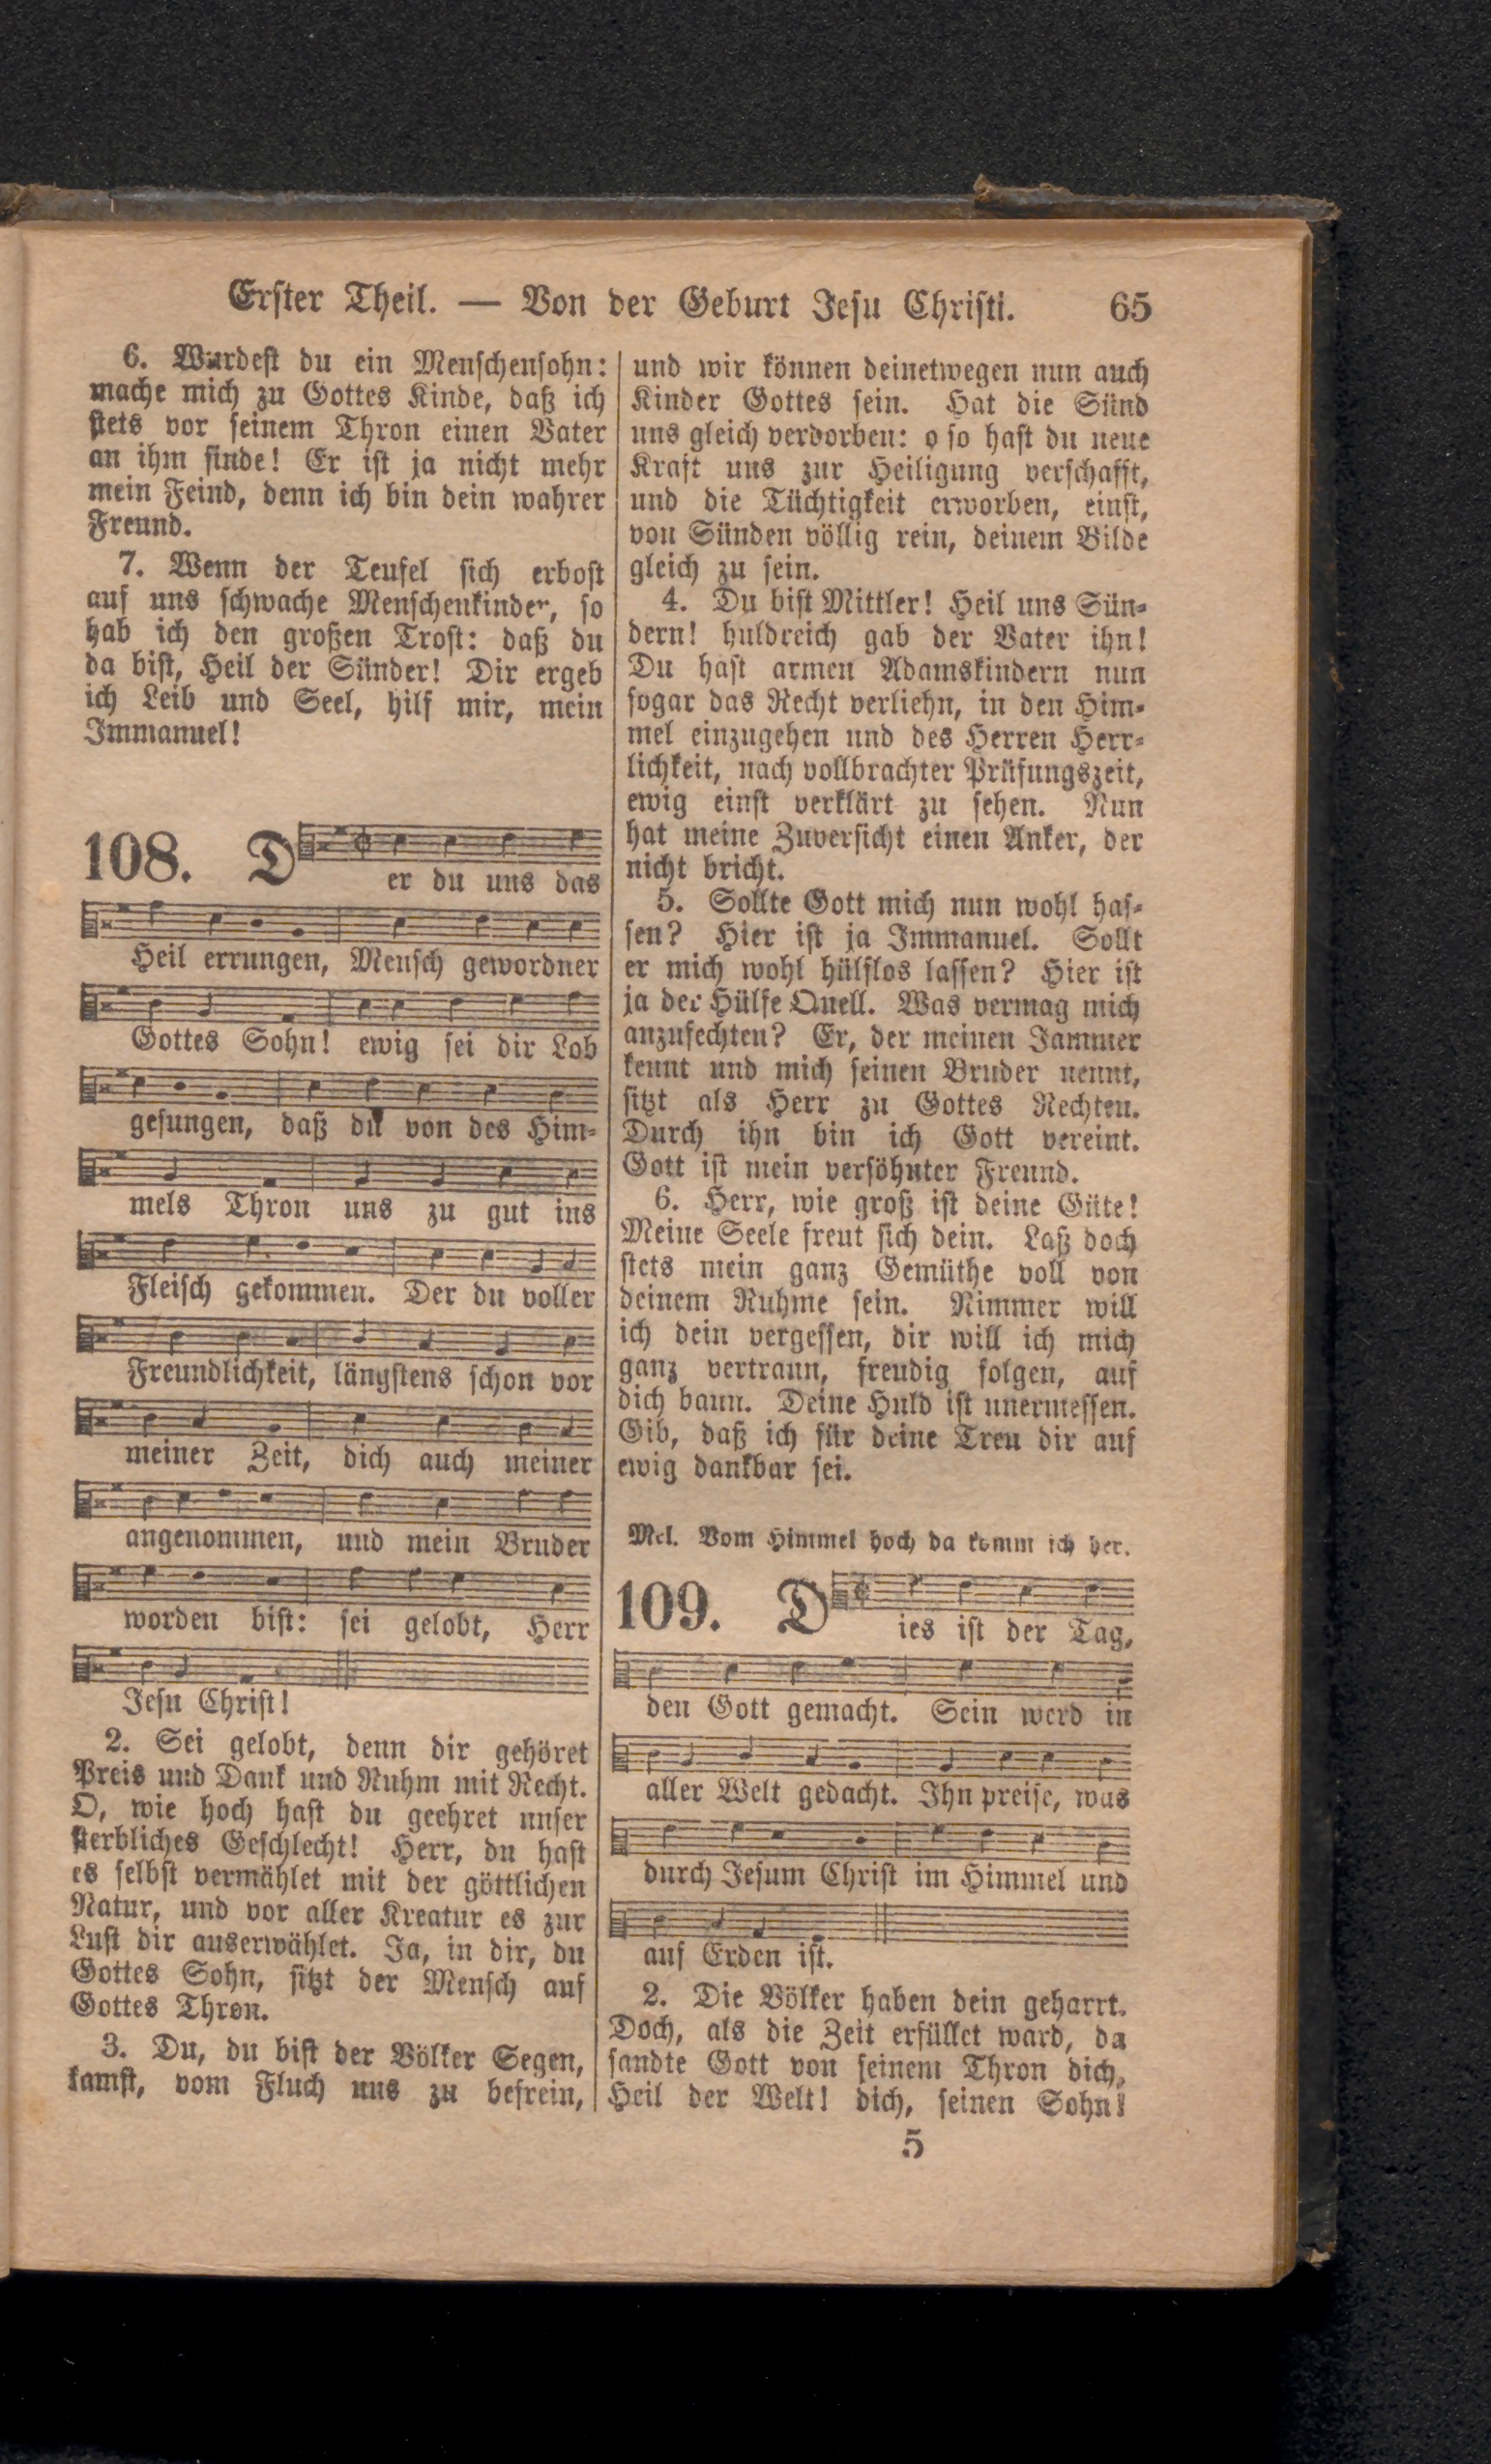 Erster Theil. — Von der Geburt Jesu Christi. 65
6. Wurdest du ein Menschensohn:
mache mich zu Gottes Kinde, daß ich
stets vor seinem Thron einen Vater
an ihm finde! Er ist ja nicht mehr
mein Feind, denn ich bin dein wahrer
Freund.
7. Wenn der Teufel sich erbost
auf uns schwache Menschenkinder, so
hab ich den großen Trost: daß du
da bist, Heil der Sünder! Dir ergeb
ich Leib und Seel, hilf mir, mein
Immanuel!
108. Der du uns das
Heil errungen, Mensch gewordner
Gottes Sohn! ewig sei dir Lob
gesungen, daß du von des Him-
mels Thron uns zu gut ins
Fleisch gekommen. Der du voller
Freundlichkeit, längstens schon vor
meiner Zeit, dich auch meiner
angenommen, und mein Bruder
worden bist: sei gelobt, Herr
Jesu Christ!
2. Sei gelobt, denn dir gehöret
Preis und Dank und Ruhm mit Recht.
O, wie hoch hast du geehret unser
sterbliches Geschlecht! Herr, du hast
es selbst vermählet mit der göttlichen
Natur, und vor aller Kreatur es zur
Lust dir auserwählet. Ja, in dir, du
Gottes Sohn, sitzt der Mensch auf
Gottes Thron.
3. Du, du bist der Völker Segen,
kamst, vom Fluch uns zu befrein,
und wir können deinetwegen nun auch
Kinder Gottes sein. Hat die Sünd
uns gleich verdorben: o so hast du neue
Kraft uns zur Heiligung verschafft,
und die Tüchtigkeit erworben, einst,
von Sünden völlig rein, deinem Bilde
gleich zu sein.
4. Du bist Mittler! Heil uns Sün-
dern! huldreich gab der Vater ihn!
Du hast armen Adamskindern nun
sogar das Recht verliehn, in den Him-
mel einzugehen und des Herren Herr-
lichkeit, nach vollbrachter Prüfungszeit,
ewig einst verklärt zu sehen. Nun
hat meine Zuversicht einen Anker, der
nicht bricht.
5. Sollte Gott mich nun wohl has-
sen? Hier ist ja Immanuel. Sollt
er mich wohl hülflos lassen? Hier ist
ja der Hülfe Quell. Was vermag mich
anzufechten? Er, der meinen Jammer
kennt und mich seinen Bruder nennt,
sitzt als Herr zu Gottes Rechten.
Durch ihn bin ich Gott vereint.
Gott ist mein versöhnter Freund.
6. Herr, wie groß ist deine Güte!
Meine Seele freut sich dein. Laß doch
stets mein ganz Gemüthe voll von
deinem Ruhme sein. Nimmer will
ich dein vergessen, dir will ich mich
ganz vertraun, freudig folgen, auf
dich baun. Deine Huld ist unermessen.
Gib, daß ich für deine Treu dir auf
ewig dankbar sei.
Mel. Vom Himmel hoch da komm ich her.
109. Dies ist der Tag,
den Gott gemacht. Sein werd in
aller Welt gedacht. Ihn preise, was
durch Jesum Christ im Himmel und
auf Erden ist.
2. Die Völker haben dein geharrt.
Doch, als die Zeit erfüllet ward, da
sandte Gott von seinem Thron dich,
Heil der Welt! dich, seinen Sohn!
5